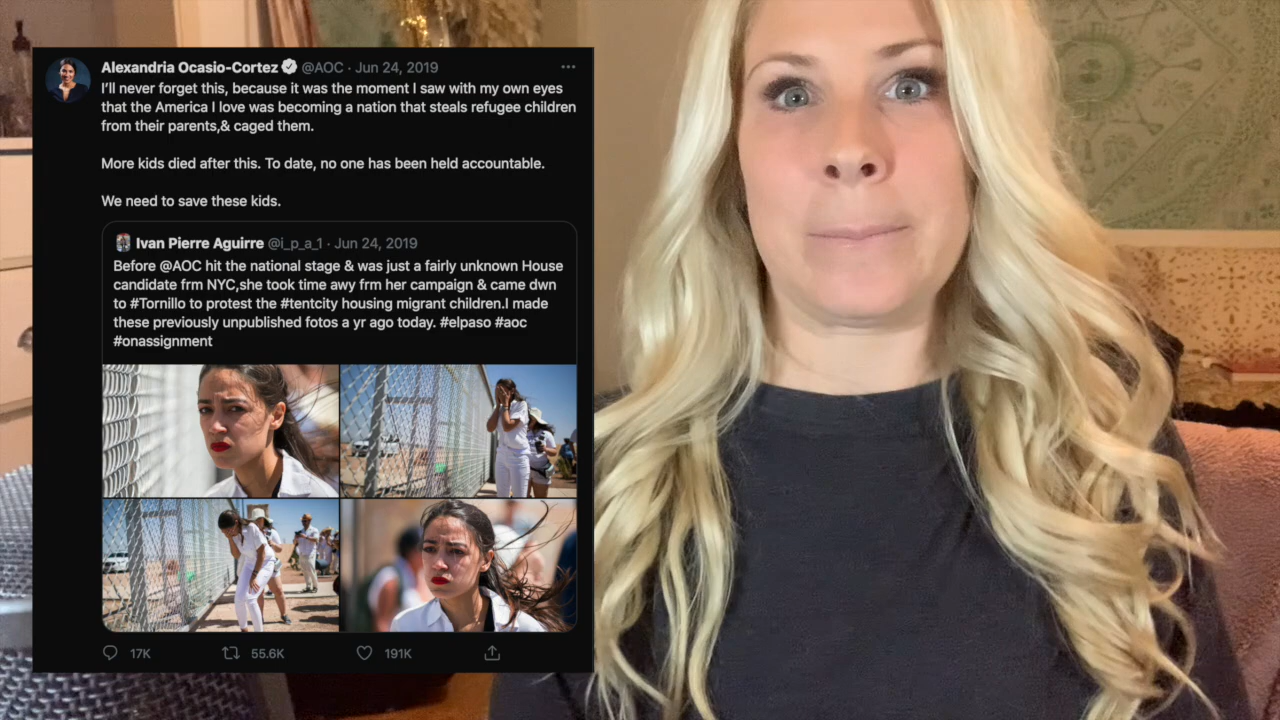 Alexandria Ocasio-Cortez @AOC · Jun 24, 2019
I'll never forget this, because it was the moment I saw with my own eyes
that the America I love was becoming a nation that steals refugee children
from their parents,& caged them.
More kids died after this. To date, no one has been held accountable.
We need to save these kids.
Ivan Pierre Aguirre @i_p_a_1 · Jun 24, 2019
Before @AOC hit the national stage & was just a fairly unknown House
candidate frm NYC,she took time awy frm her campaign & came dwn
to #Tornillo to protest the #tentcity housing migrant children.I made
these previously unpublished fotos a yr ago today. #elpaso #aoc
#onassignment
17K 55.6K 191K